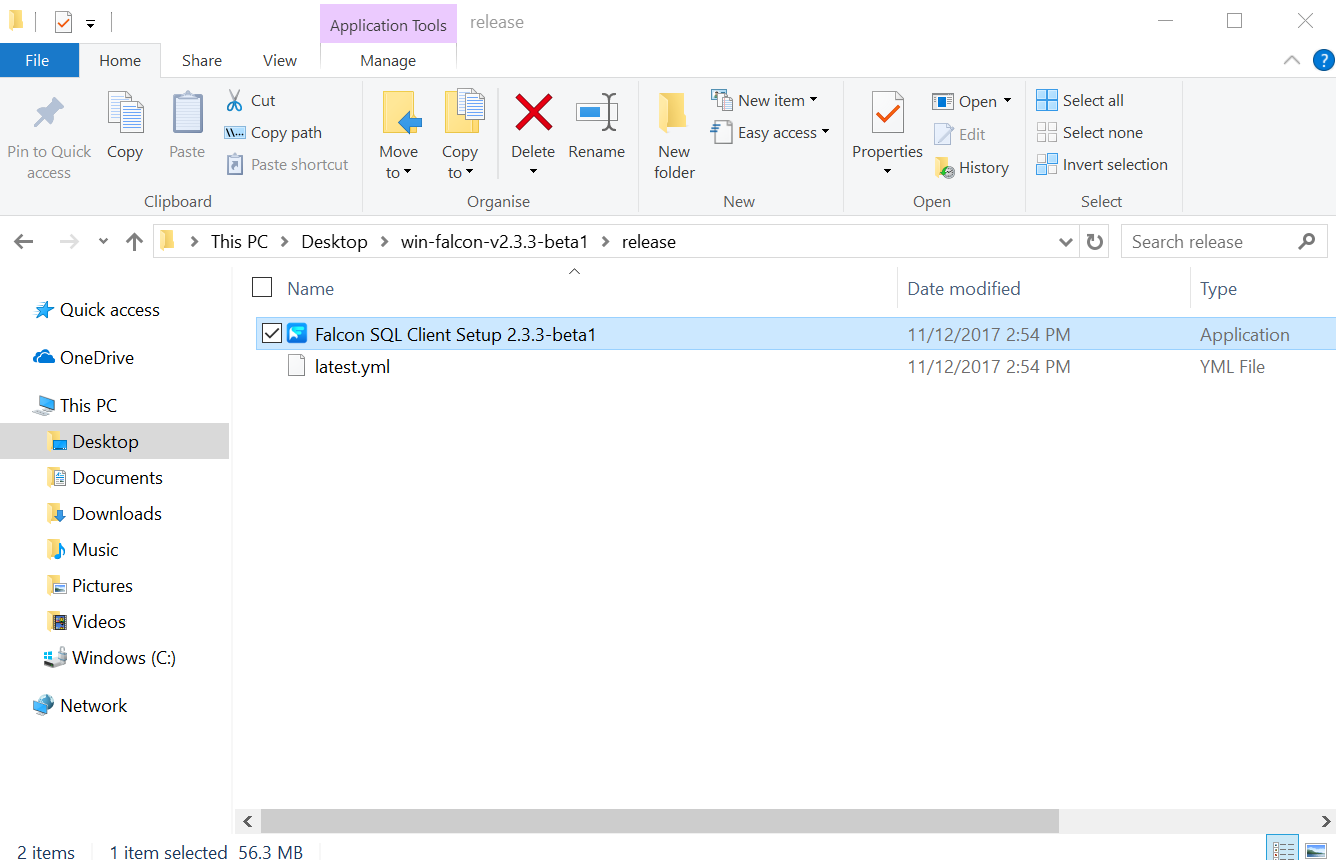 Application Tools release
File Home Share View Manage
?
Pin to Quick access
Copy
Paste
Cut
Copy path
Paste shortcut
Clipboard
Move to
Copy to
Delete
Rename
Organise
New folder
New item
Easy access
New
Properties
Open
Edit
History
Open
Select all
Select none
Invert selection
Select
This PC Desktop win-falcon-v2.3.3-beta1 release
Search release
Quick access
OneDrive
This PC
Desktop
Documents
Downloads
Music
Pictures
Videos
Windows (C:)
Network
Name Date modified Type
Falcon SQL Client Setup 2.3.3-beta1 11/12/2017 2:54 PM Application
latest.yml 11/12/2017 2:54 PM YML File
2 items 1 item selected 56.3 MB